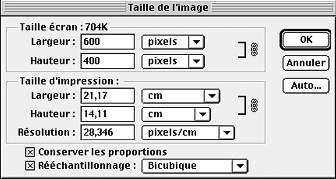 Taille de l'image
Taille écran : 704K
Largeur : 600 pixels
Hauteur : 400 pixels
OK
Annuler
Auto...
Taille d'impression :
Largeur : 21,17 cm
Hauteur : 14,11 cm
Résolution : 28,346 pixels/cm
Conserver les proportions
Rééchantillonnage : Bicubique